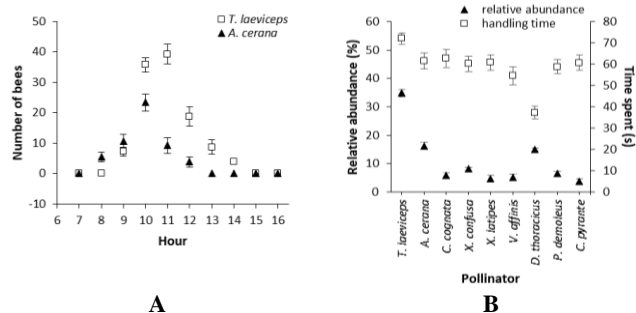 T. laeviceps
A. cerana
Number of bees
50
40
30
20
10
0
-10
6 7 8 9 10 11 12 13 14 15 16
Hour
A
relative abundance
handling time
Relative abundance (%)
60
50
40
30
20
10
0
80
70
60
50
40
30
20
10
0
Time spent (s)
T. laeviceps
A. cerana
C. cognata
X. confusa
X. latipes
V. affinis
D. thoracicus
P. demoleus
C. pyrante
Pollinator
B